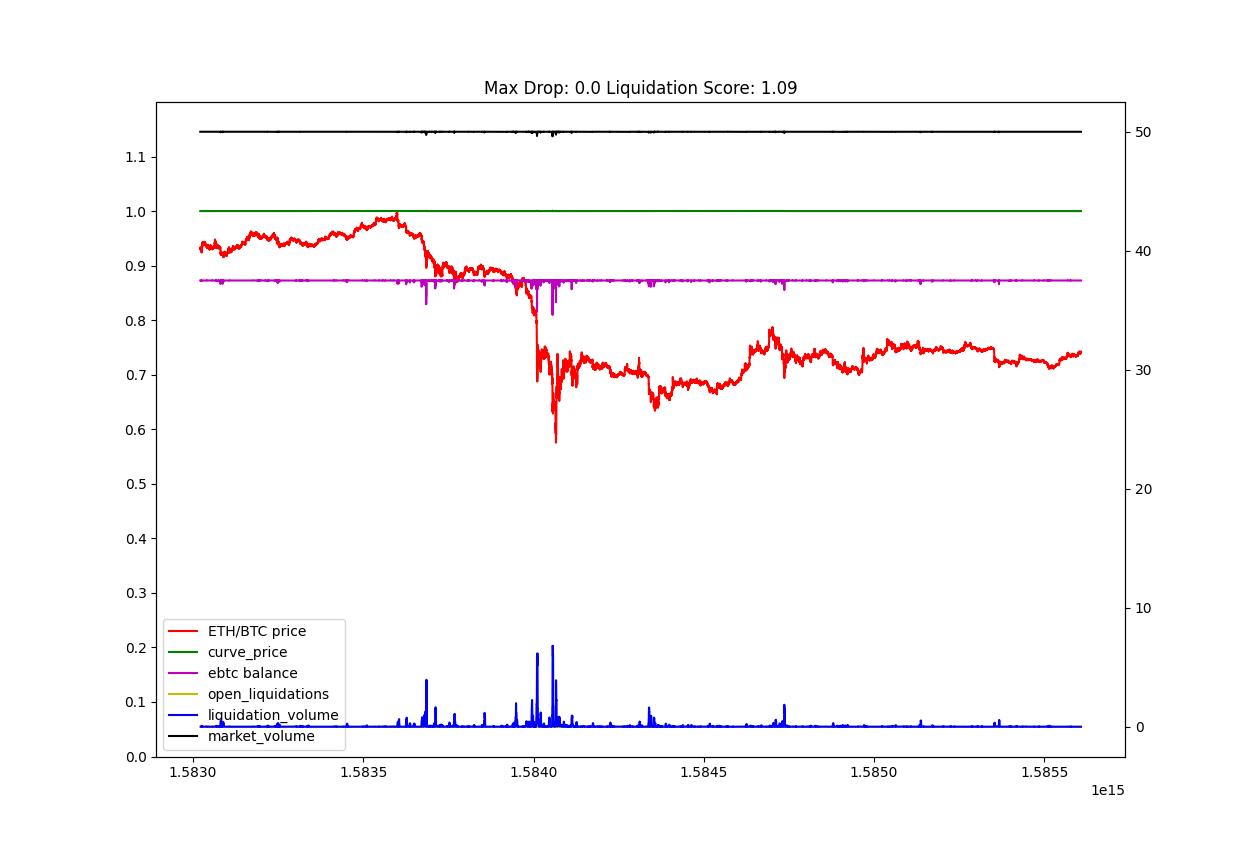 Max Drop: 0.0 Liquidation Score: 1.09
1.1
1.0
0.9
0.8
0.7
0.6
0.5
0.4
0.3
0.2
0.1
0.0
50
40
30
20
10
0
ETH/BTC price
curve_price
ebtc balance
open_liquidations
liquidation_volume
market_volume
1.5830 1.5835 1.5840 1.5845 1.5850 1.5855
1e15